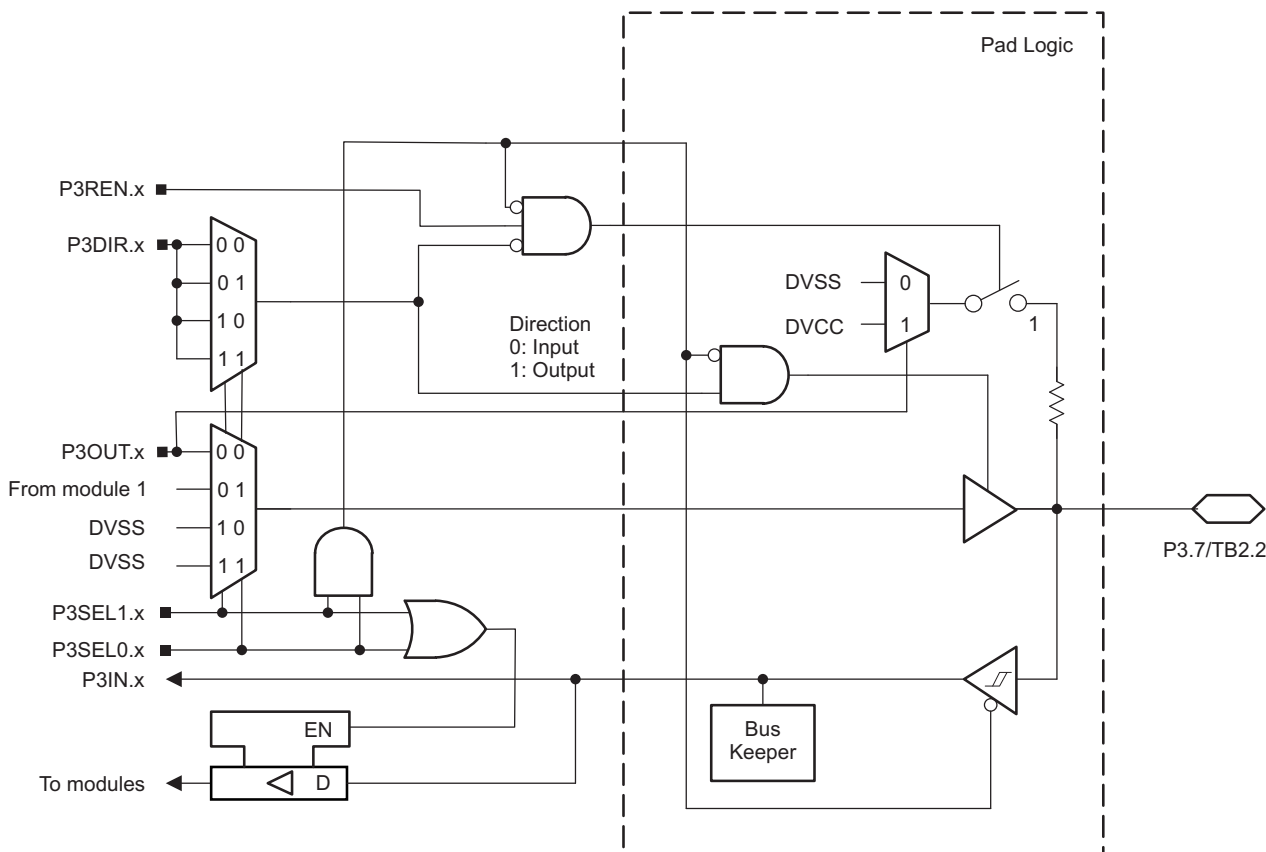 Pad Logic
P3REN.x
P3DIR.x
0 0
0 1
1 0
1 1
Direction
0: Input
1: Output
DVSS
0
DVCC
1
1
P3OUT.x
0 0
From module 1
0 1
DVSS
1 0
DVSS
1 1
P3.7/TB2.2
P3SEL1.x
P3SEL0.x
P3IN.x
EN
Bus
Keeper
To modules
D